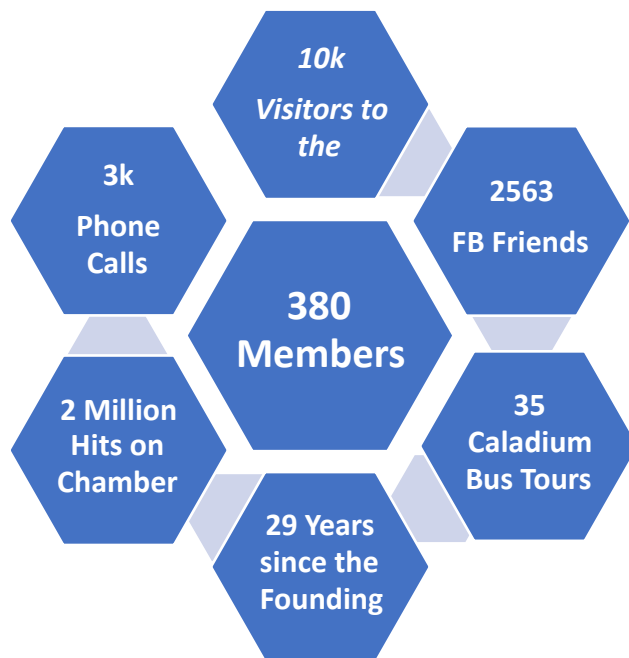 10k
Visitors to
the
3k
Phone
Calls
2563
FB Friends
380
Members
2 Million
Hits on
Chamber
35
Caladium
Bus Tours
29 Years
since the
Founding